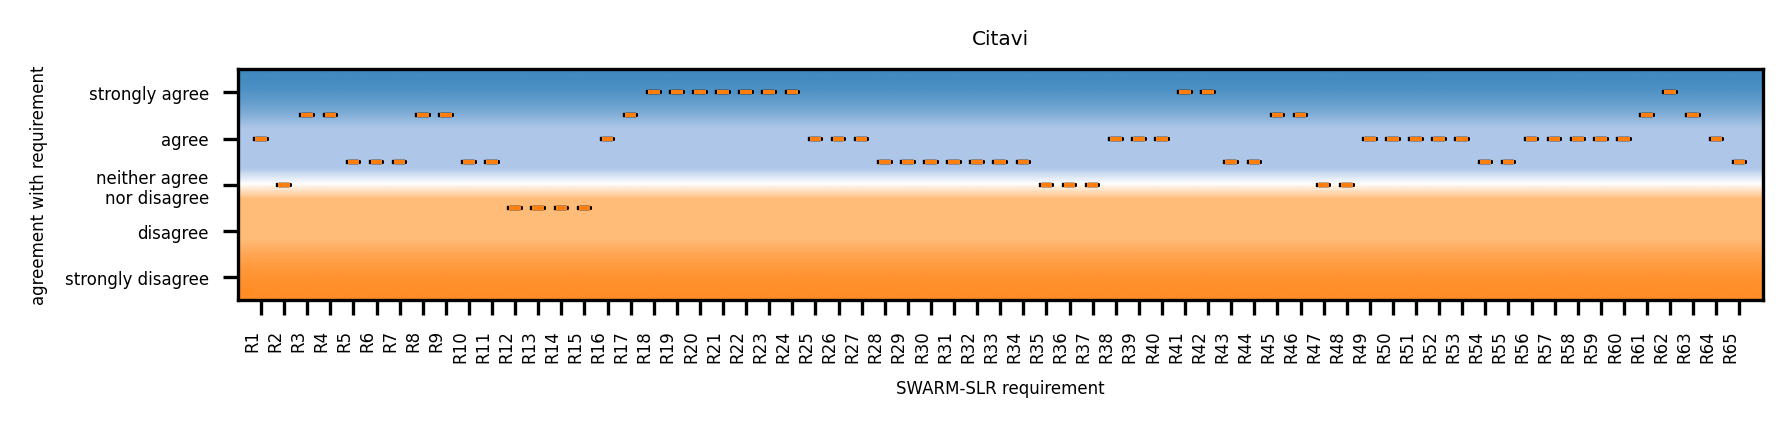 Citavi
agreement with requirement
strongly agree
agree
neither agree
nor disagree
disagree
strongly disagree
R1
R2
R3
R4
R5
R6
R7
R8
R9
R10
R11
R12
R13
R14
R15
R16
R17
R18
R19
R20
R21
R22
R23
R24
R25
R26
R27
R28
R29
R30
R31
R32
R33
R34
R35
R36
R37
R38
R39
R40
R41
R42
R43
R44
R45
R46
R47
R48
R49
R50
R51
R52
R53
R54
R55
R56
R57
R58
R59
R60
R61
R62
R63
R64
R65
SWARM-SLR requirement